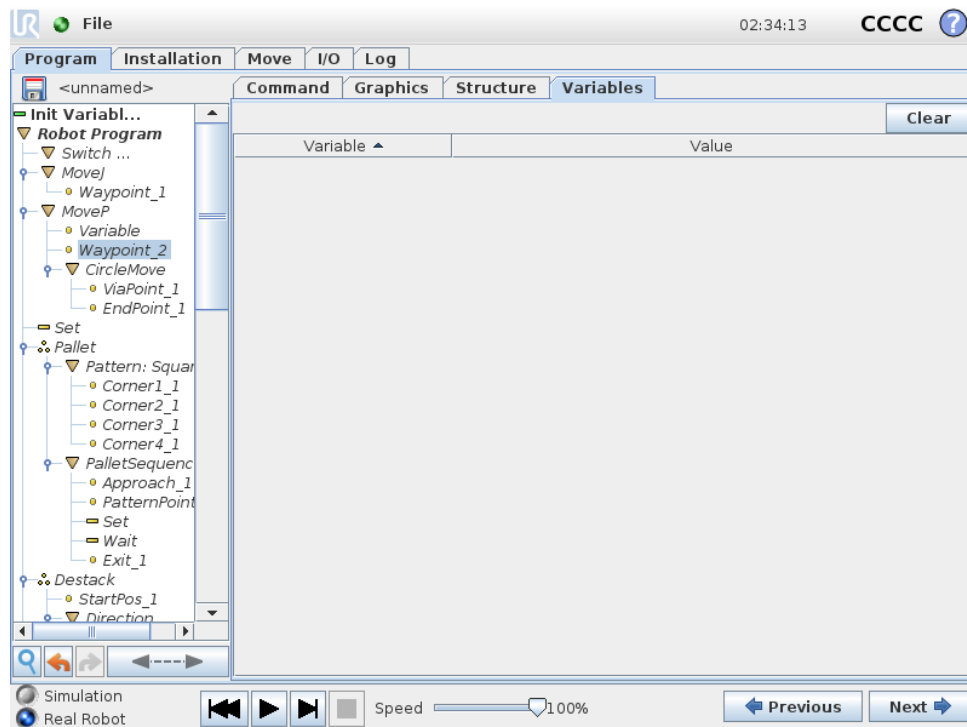 UR File 02:34:13 CCCC ?
Program Installation Move I/O Log
<unnamed> Command Graphics Structure Variables
Clear
Variable Value
Init Variabl...
Robot Program
Switch ...
MoveJ
Waypoint_1
MoveP
Variable
Waypoint_2
CircleMove
ViaPoint_1
EndPoint_1
Set
Pallet
Pattern: Squar
Corner1_1
Corner2_1
Corner3_1
Corner4_1
PalletSequenc
Approach_1
PatternPoint
Set
Wait
Exit_1
Destack
StartPos_1
Direction
Simulation
Real Robot
Speed 100% Previous Next